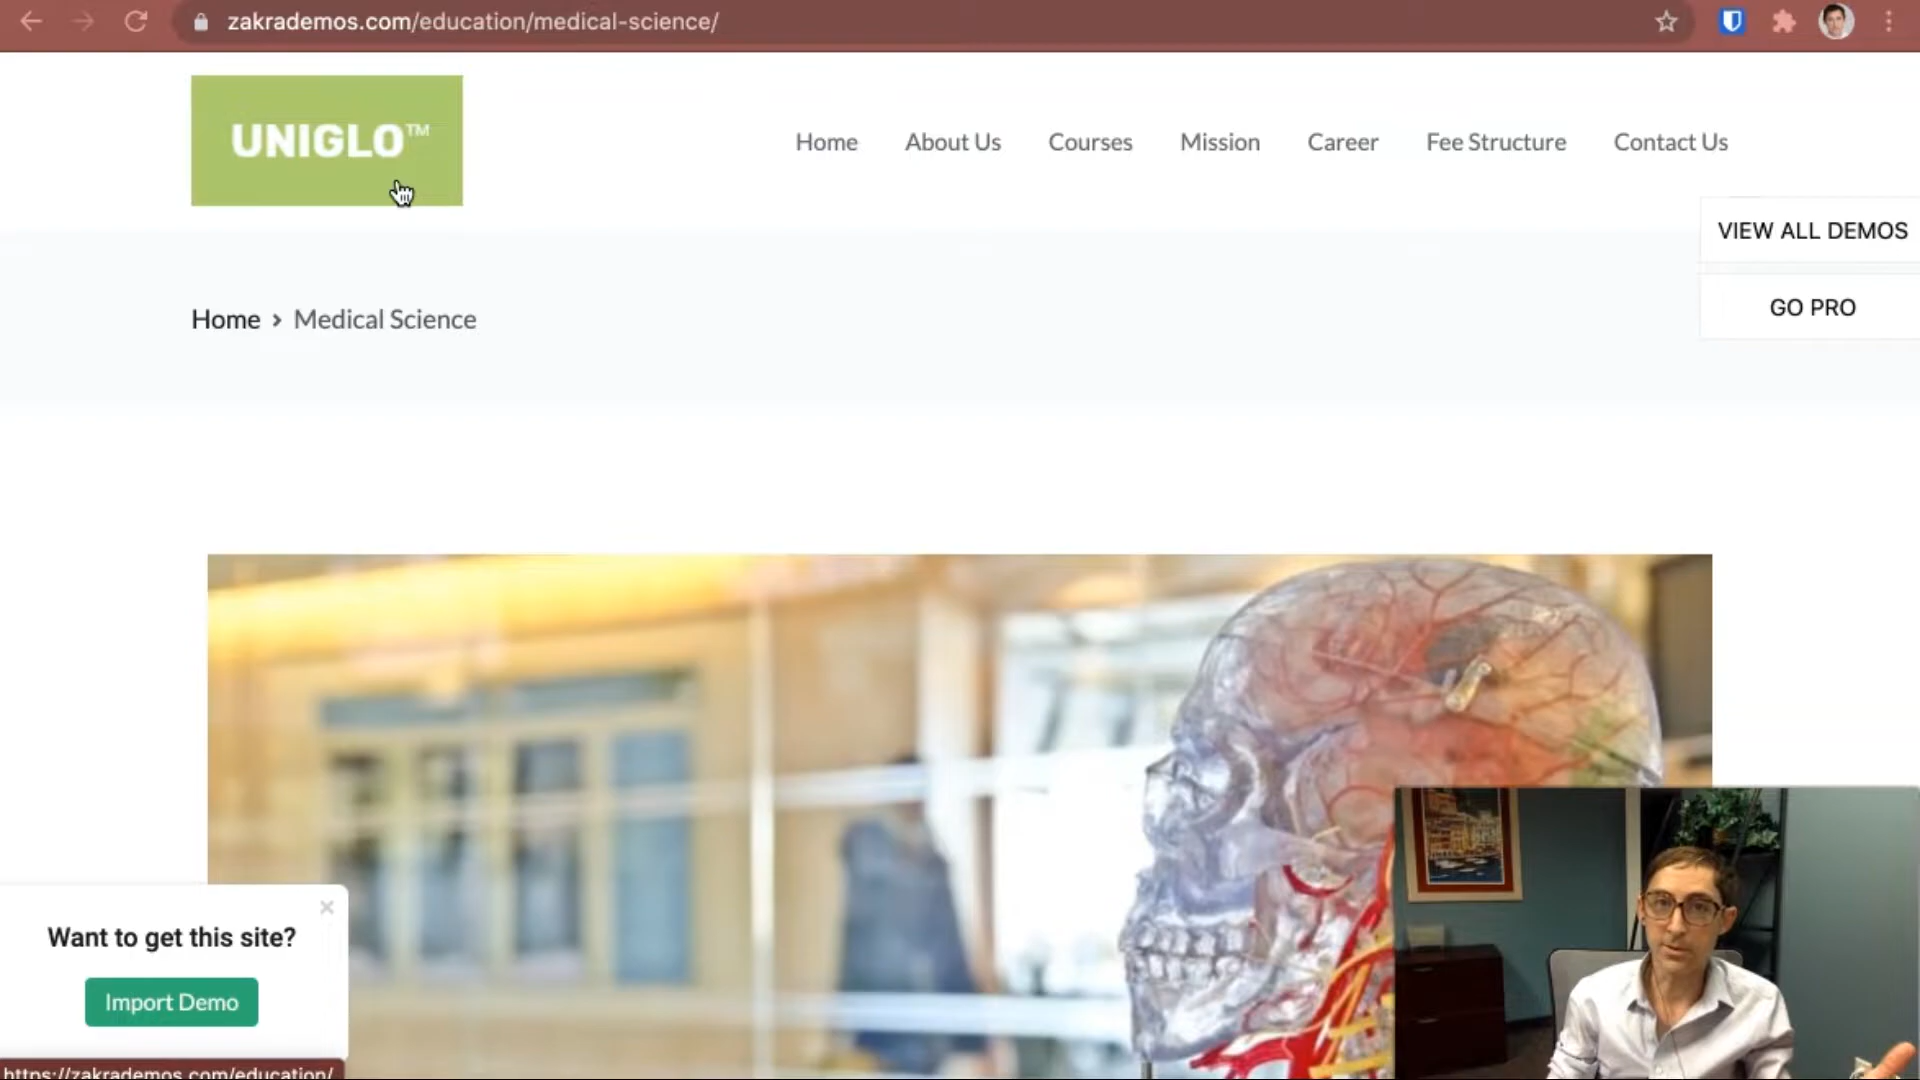 zakrademos.com/education/medical-science/
UNIGLO™
Home About Us Courses Mission Career Fee Structure Contact Us
VIEW ALL DEMOS
GO PRO
Home > Medical Science
Want to get this site?
×
Import Demo
https://zakrademos.com/education/